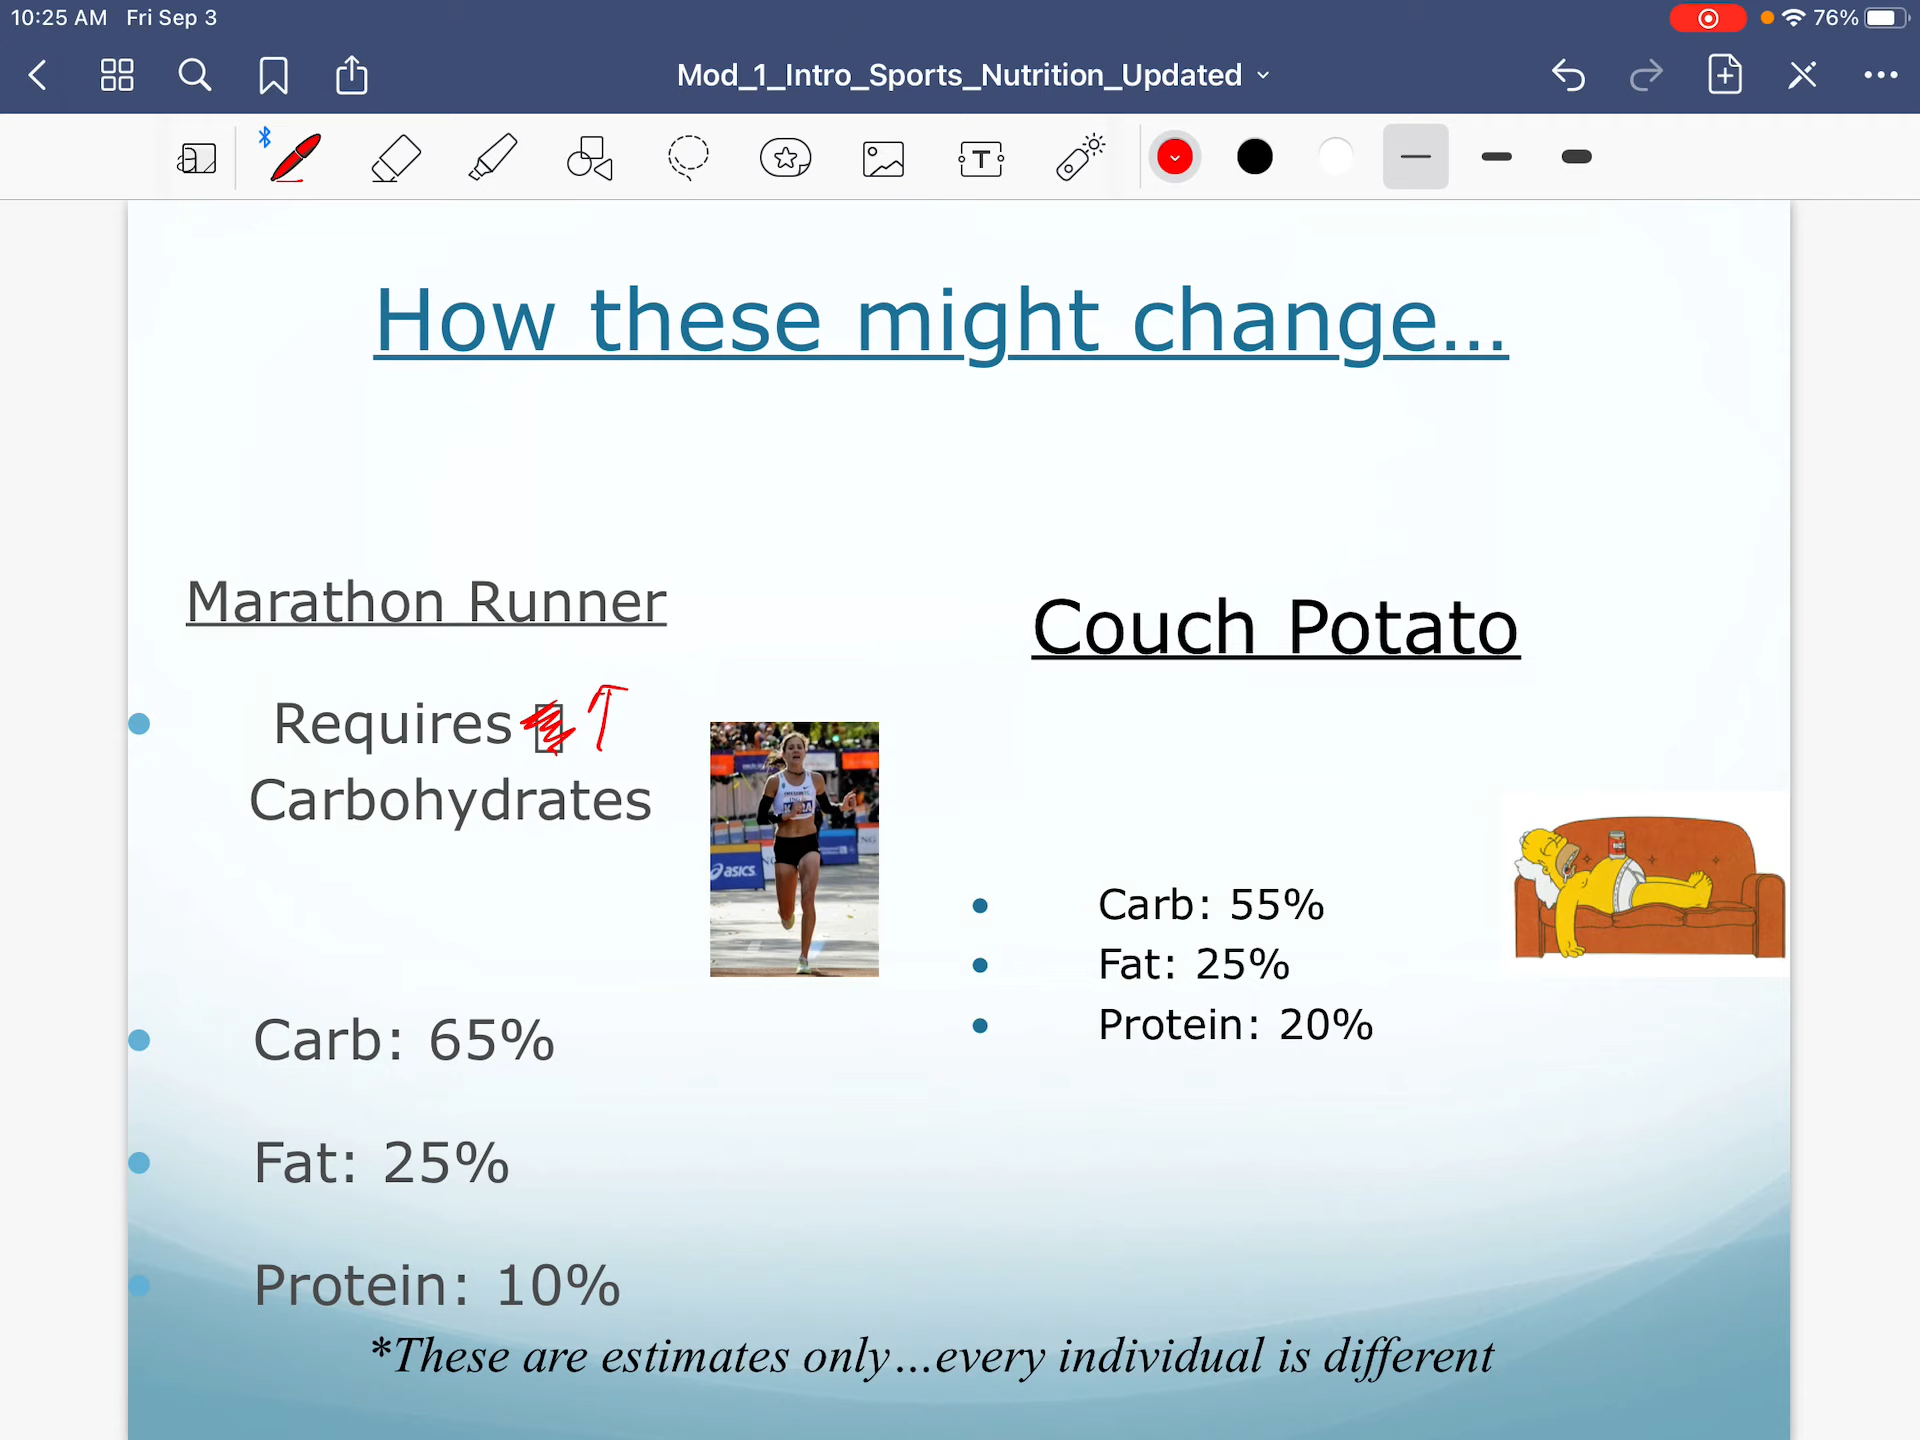 10:25 AM Fri Sep 3
76%
Mod_1_Intro_Sports_Nutrition_Updated
T
How these might change...
Marathon Runner
• Requires ↑
Carbohydrates
• Carb: 65%
• Fat: 25%
• Protein: 10%
asics
Couch Potato
• Carb: 55%
• Fat: 25%
• Protein: 20%
*These are estimates only...every individual is different